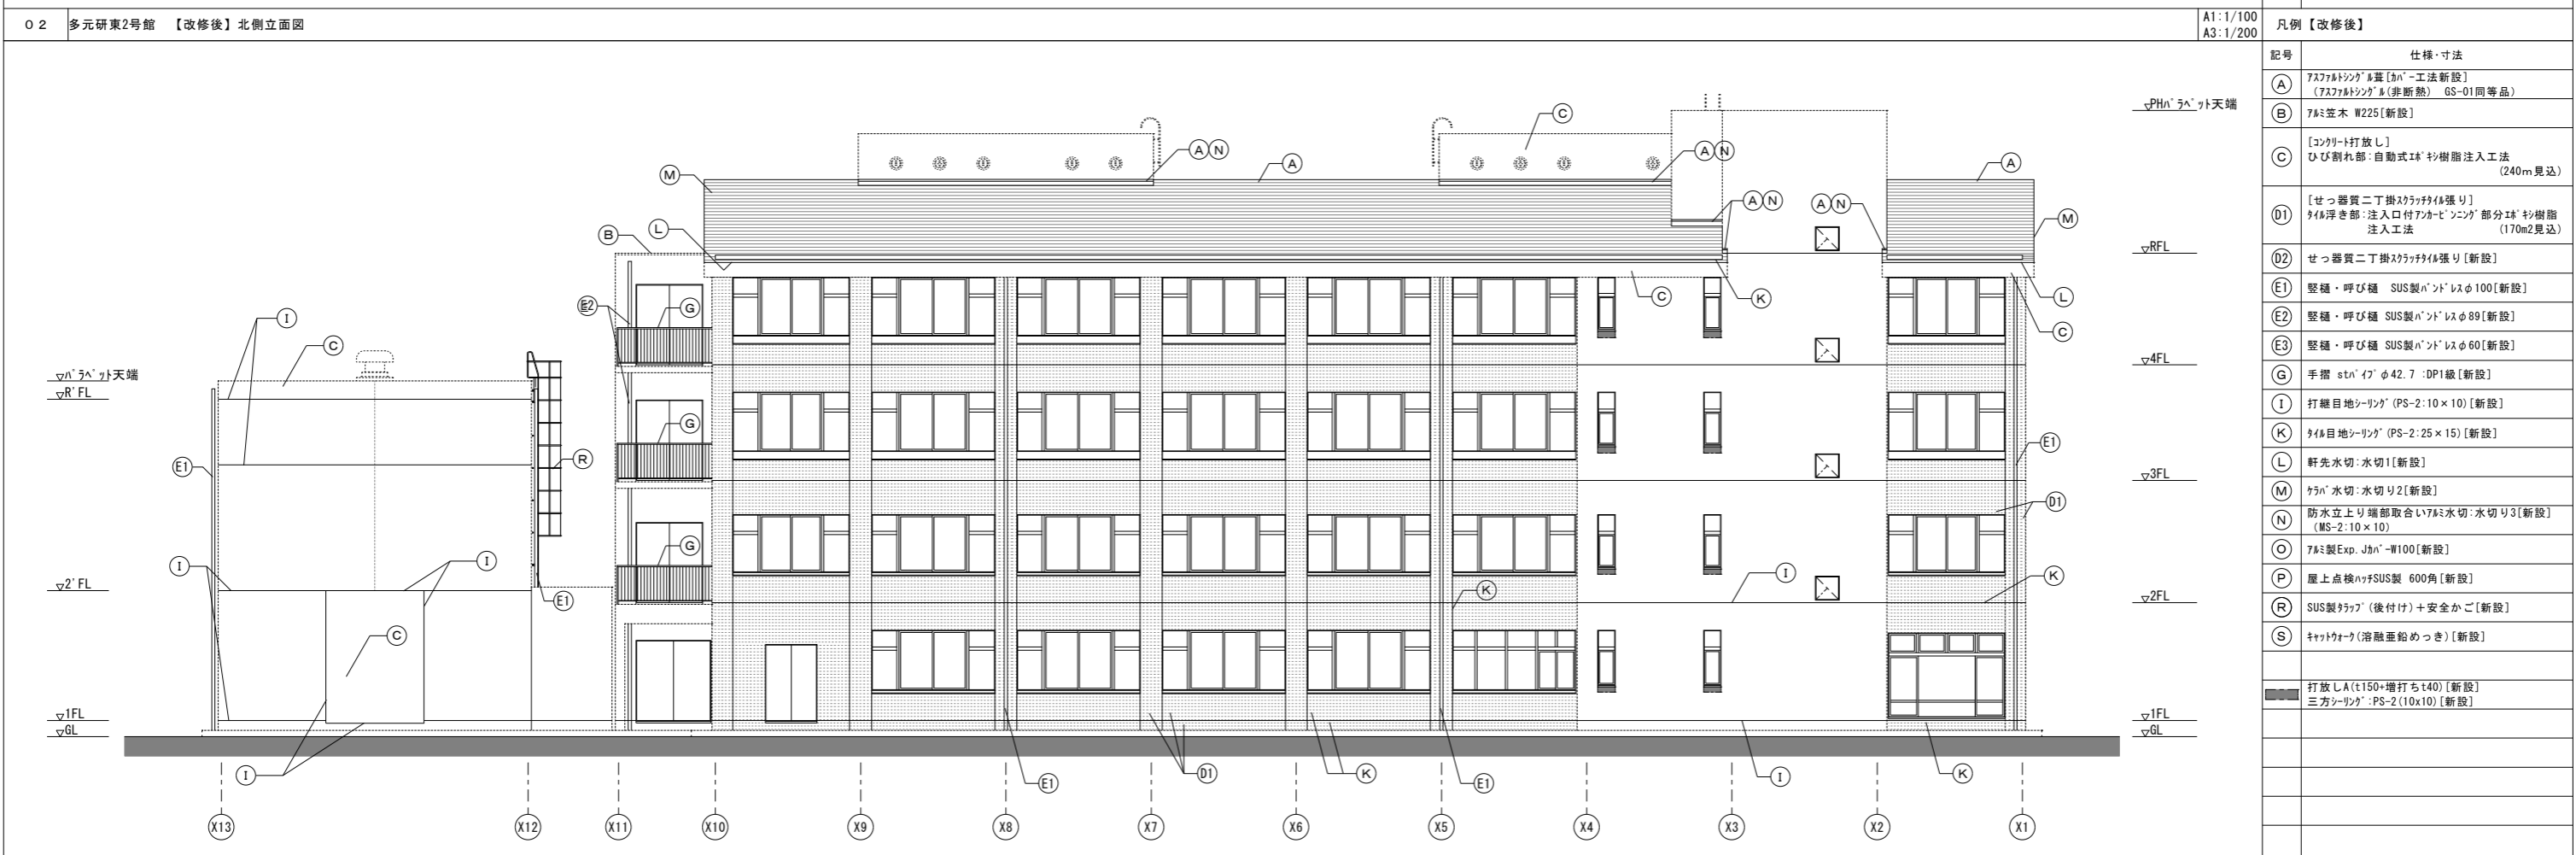 02 多元研東2号館 【改修後】北側立面図
A1:1/100
A3:1/200
凡例【改修後】
記号 仕様・寸法
A ｱｽﾌｧﾙﾄｼﾝｸﾞﾙ葺[ｶﾊﾞｰ工法新設]
(ｱｽﾌｧﾙﾄｼﾝｸﾞﾙ(非断熱) GS-01同等品)
B ｱﾙﾐ笠木 W225[新設]
C [ｺﾝｸﾘｰﾄ打放し]
ひび割れ部:自動式ｴﾎﾟｷｼ樹脂注入工法
(240m見込)
D1 [せっ器質二丁掛ｽｸﾗｯﾁﾀｲﾙ張り]
ﾀｲﾙ浮き部:注入口付ｱﾝｶｰﾋﾟﾝﾆﾝｸﾞ部分ｴﾎﾟｷｼ樹脂
注入工法 (170m2見込)
D2 せっ器質二丁掛ｽｸﾗｯﾁﾀｲﾙ張り[新設]
E1 竪樋・呼び樋 SUS製ﾊﾞﾝﾄﾞﾚｽφ100[新設]
E2 竪樋・呼び樋 SUS製ﾊﾞﾝﾄﾞﾚｽφ89[新設]
E3 竪樋・呼び樋 SUS製ﾊﾞﾝﾄﾞﾚｽφ60[新設]
G 手摺 stﾊﾟｲﾌﾟφ42.7 :DP1級[新設]
I 打継目地ｼｰﾘﾝｸﾞ(PS-2:10×10)[新設]
K ﾀｲﾙ目地ｼｰﾘﾝｸﾞ(PS-2:25×15)[新設]
L 軒先水切:水切1[新設]
M ｹﾗﾊﾞ水切:水切り2[新設]
N 防水立上り端部取合いｱﾙﾐ水切:水切り3[新設]
(MS-2:10×10)
O ｱﾙﾐ製Exp.JｶﾊﾞｰW100[新設]
P 屋上点検ﾊｯﾁSUS製 600角[新設]
R SUS製ﾀﾗｯﾌﾟ(後付け)+安全かご[新設]
S ｷｬｯﾄｳｫｰｸ(溶融亜鉛めっき)[新設]
打放しA(t150+増打ちt40)[新設]
三方ｼｰﾘﾝｸﾞ:PS-2(10x10)[新設]
▽PHﾊﾟﾗﾍﾟｯﾄ天端
C
A N
A
A N
A
M
A N
A N
M
L
B
▽RFL
E2
G
C
K
L
I
C
C
▽4FL
▽ﾊﾟﾗﾍﾟｯﾄ天端
▽R'FL
G
E1
R
E1
▽3FL
D1
G
I
I
K
I
K
▽2'FL
E1
▽2FL
C
▽1FL
▽GL
▽1FL
▽GL
I
E1
D1
K
E1
I
K
X13 X12 X11 X10 X9 X8 X7 X6 X5 X4 X3 X2 X1